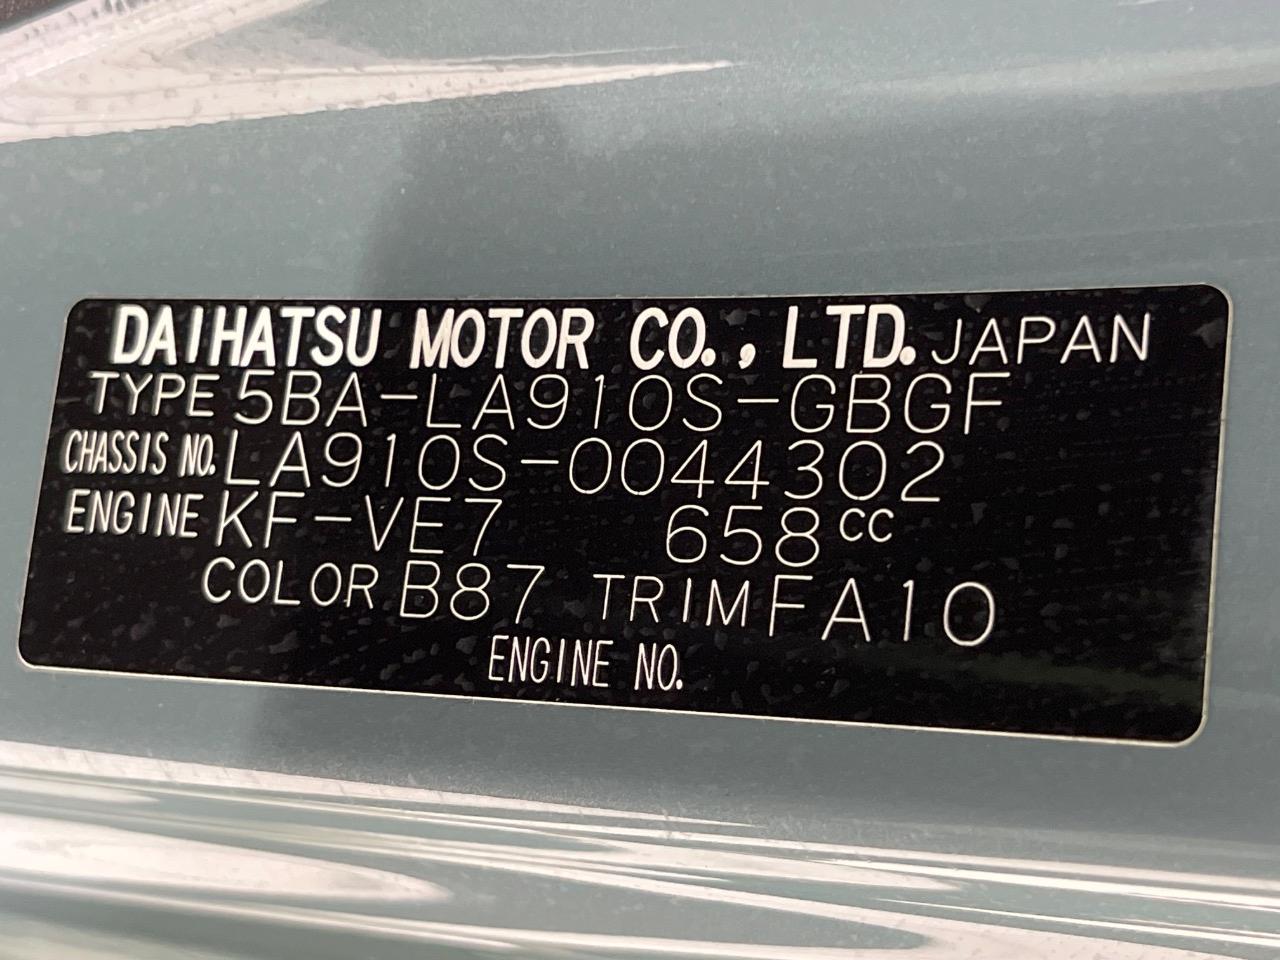 DAIHATSU MOTOR CO., LTD. JAPAN
TYPE 5BA-LA910S-GBGF
CHASSIS NO. LA910S-0044302
ENGINE KF-VE7 658cc
COLOR B87 TRIM FA10
ENGINE NO.